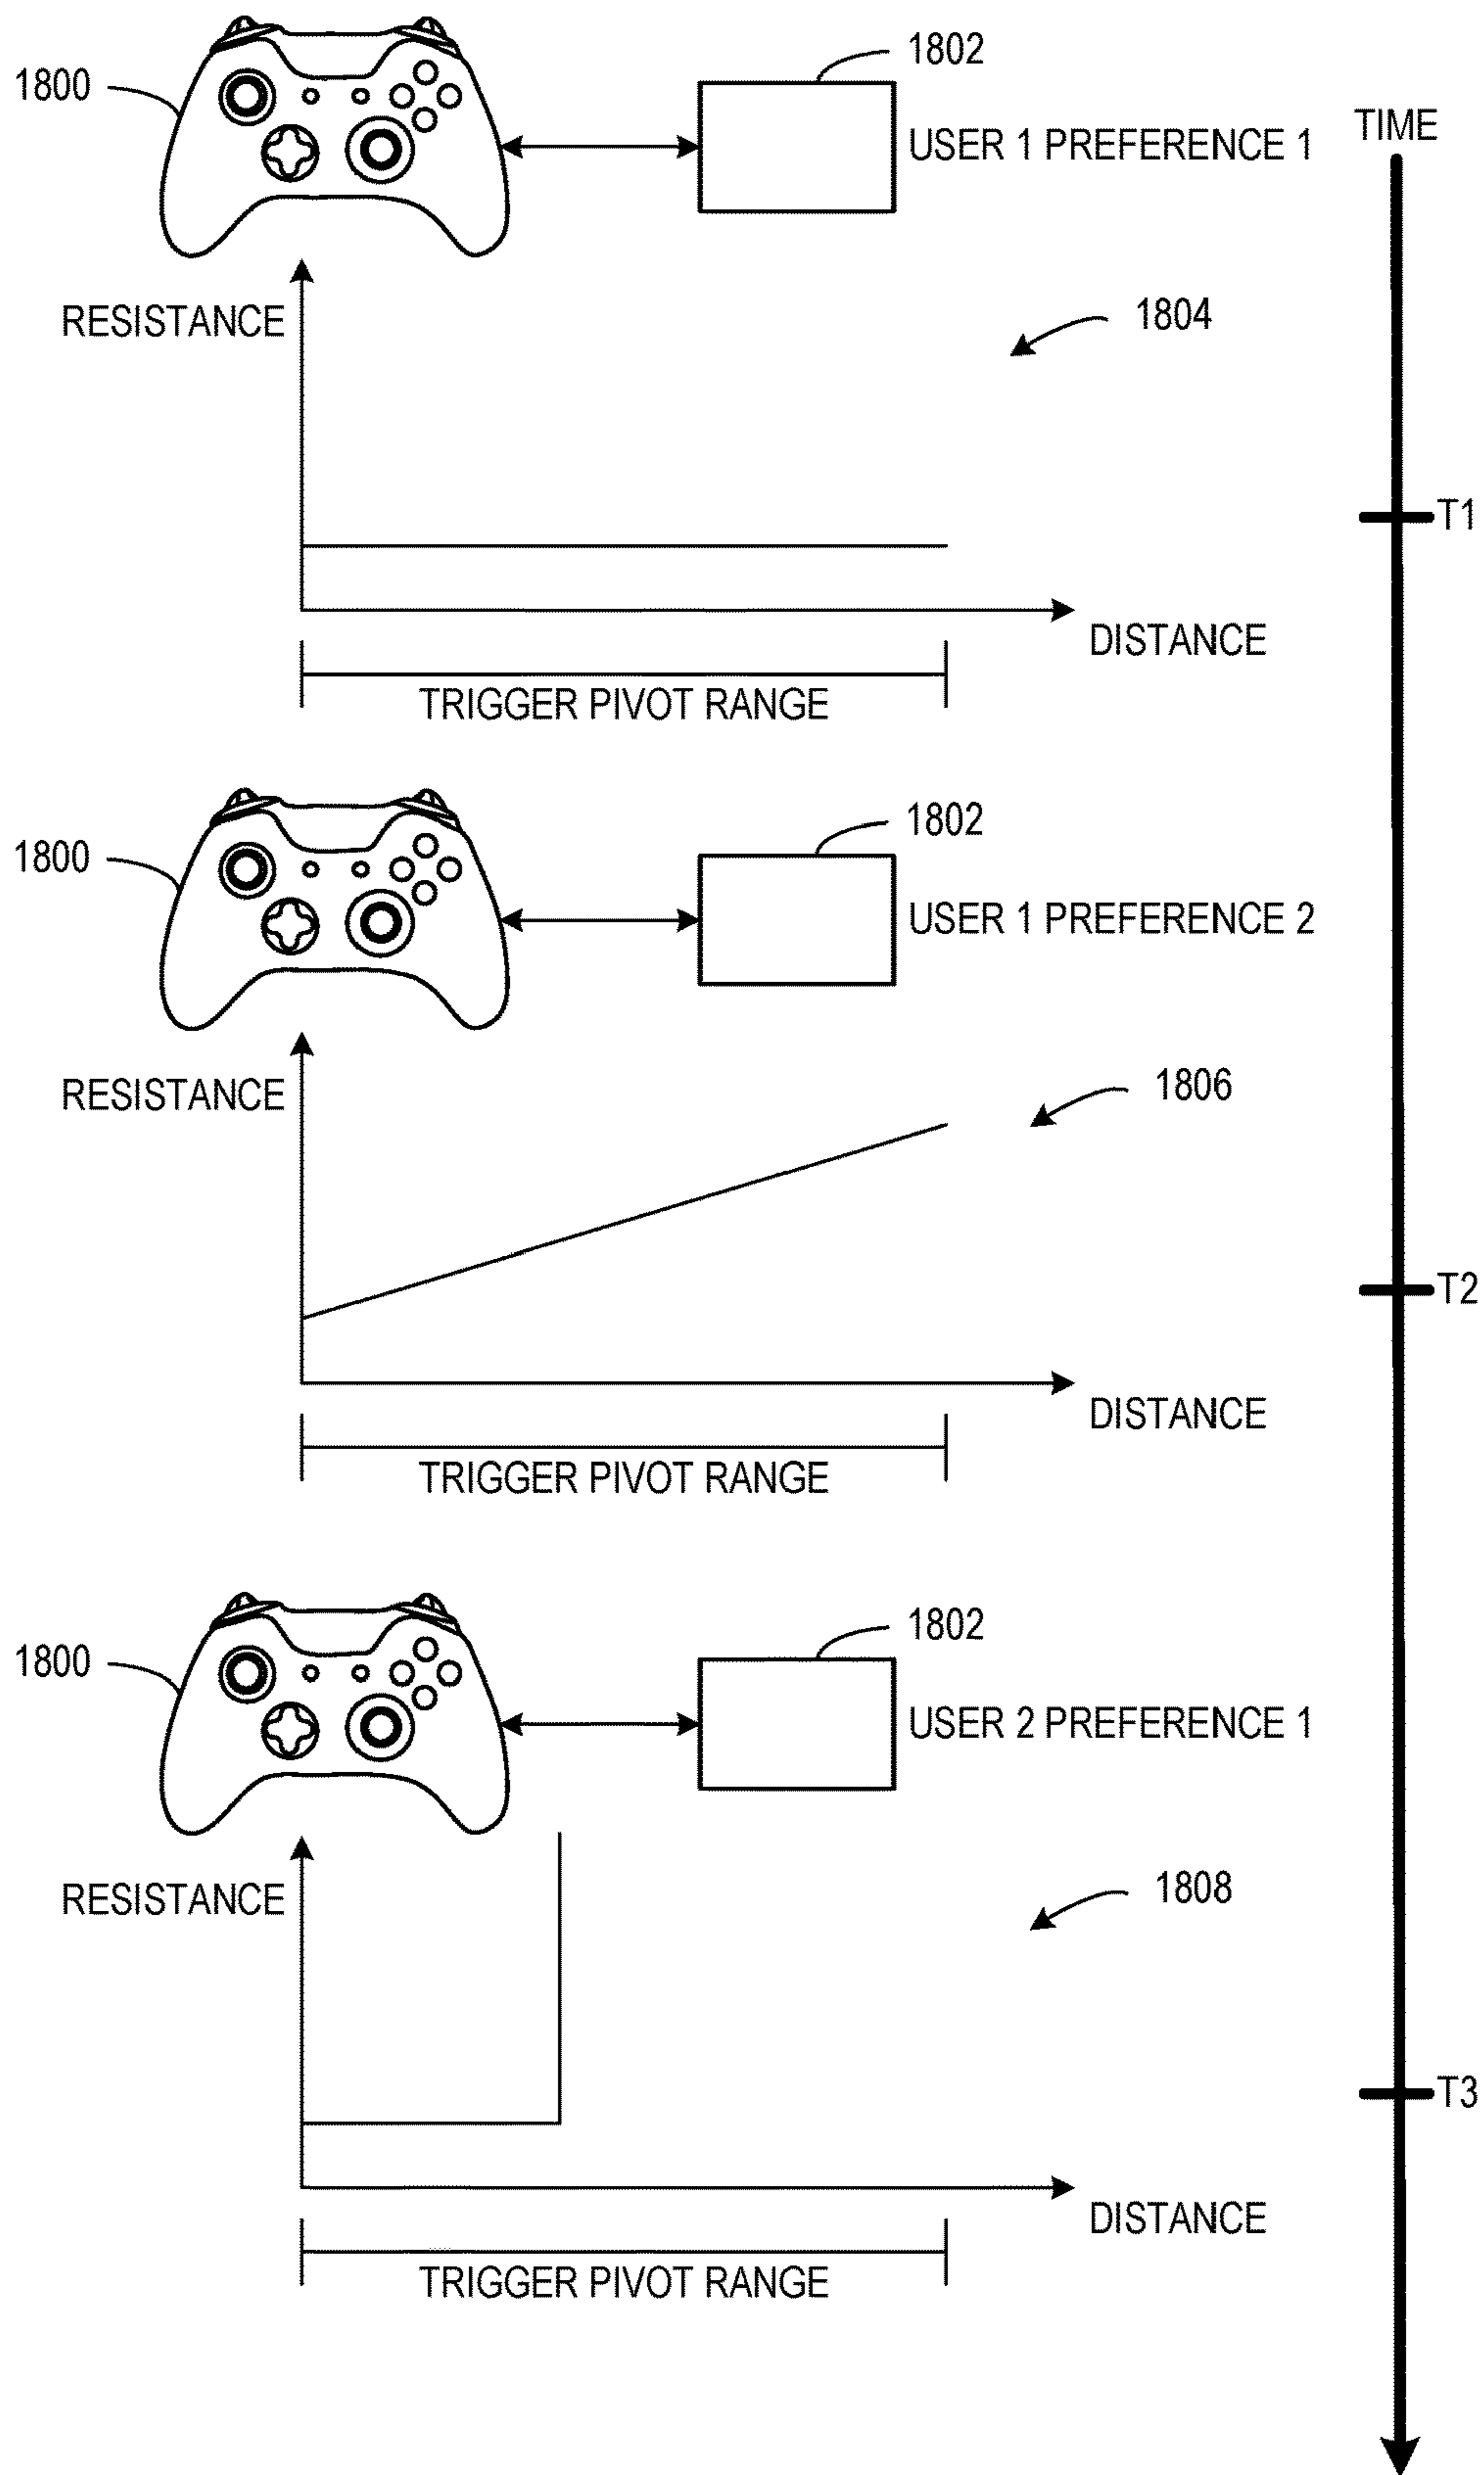 1802
1800
USER 1 PREFERENCE 1
TIME
RESISTANCE
1804
T1
DISTANCE
TRIGGER PIVOT RANGE
1802
1800
USER 1 PREFERENCE 2
RESISTANCE
1806
T2
DISTANCE
TRIGGER PIVOT RANGE
1802
1800
USER 2 PREFERENCE 1
RESISTANCE
1808
T3
DISTANCE
TRIGGER PIVOT RANGE